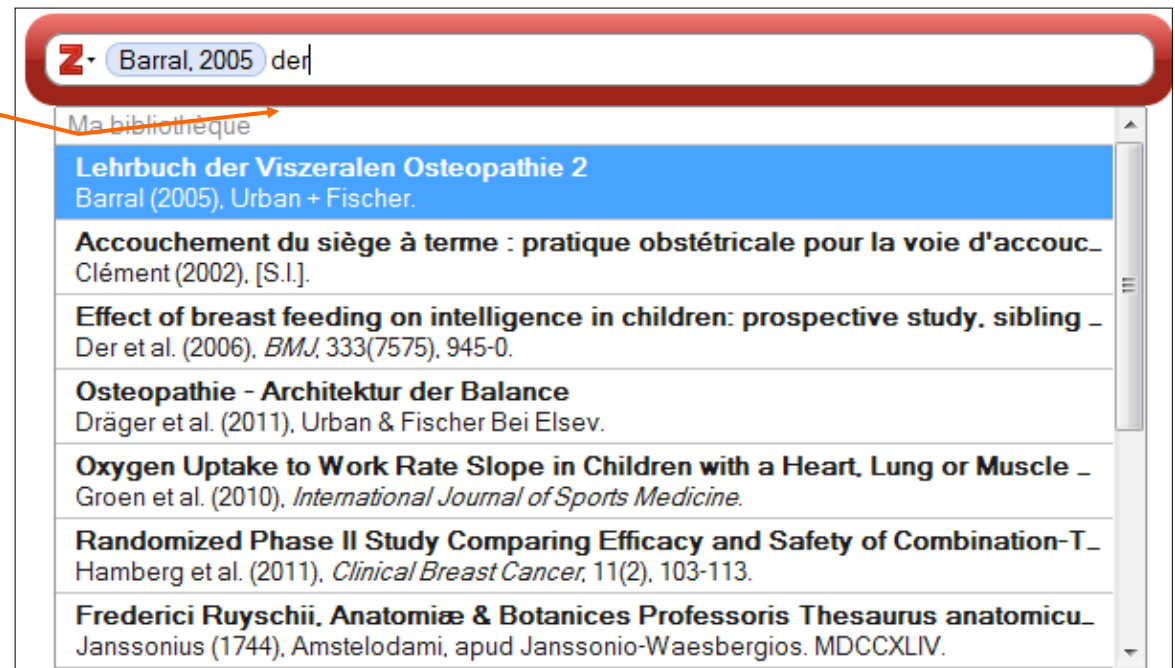 Z Barral, 2005 der
Ma bibliothèque
Lehrbuch der Viszeralen Osteopathie 2
Barral (2005), Urban + Fischer.
Accouchement du siège à terme : pratique obstétricale pour la voie d'accouc…
Clément (2002), [S.l.].
Effect of breast feeding on intelligence in children: prospective study, sibling …
Der et al. (2006), BMJ, 333(7575), 945-0.
Osteopathie - Architektur der Balance
Dräger et al. (2011), Urban & Fischer Bei Elsev.
Oxygen Uptake to Work Rate Slope in Children with a Heart, Lung or Muscle …
Groen et al. (2010), International Journal of Sports Medicine.
Randomized Phase II Study Comparing Efficacy and Safety of Combination-T…
Hamberg et al. (2011), Clinical Breast Cancer, 11(2), 103-113.
Frederici Ruyschii, Anatomiæ & Botanices Professoris Thesaurus anatomicu…
Janssonius (1744), Amstelodami, apud Janssonio-Waesbergios. MDCCXLIV.